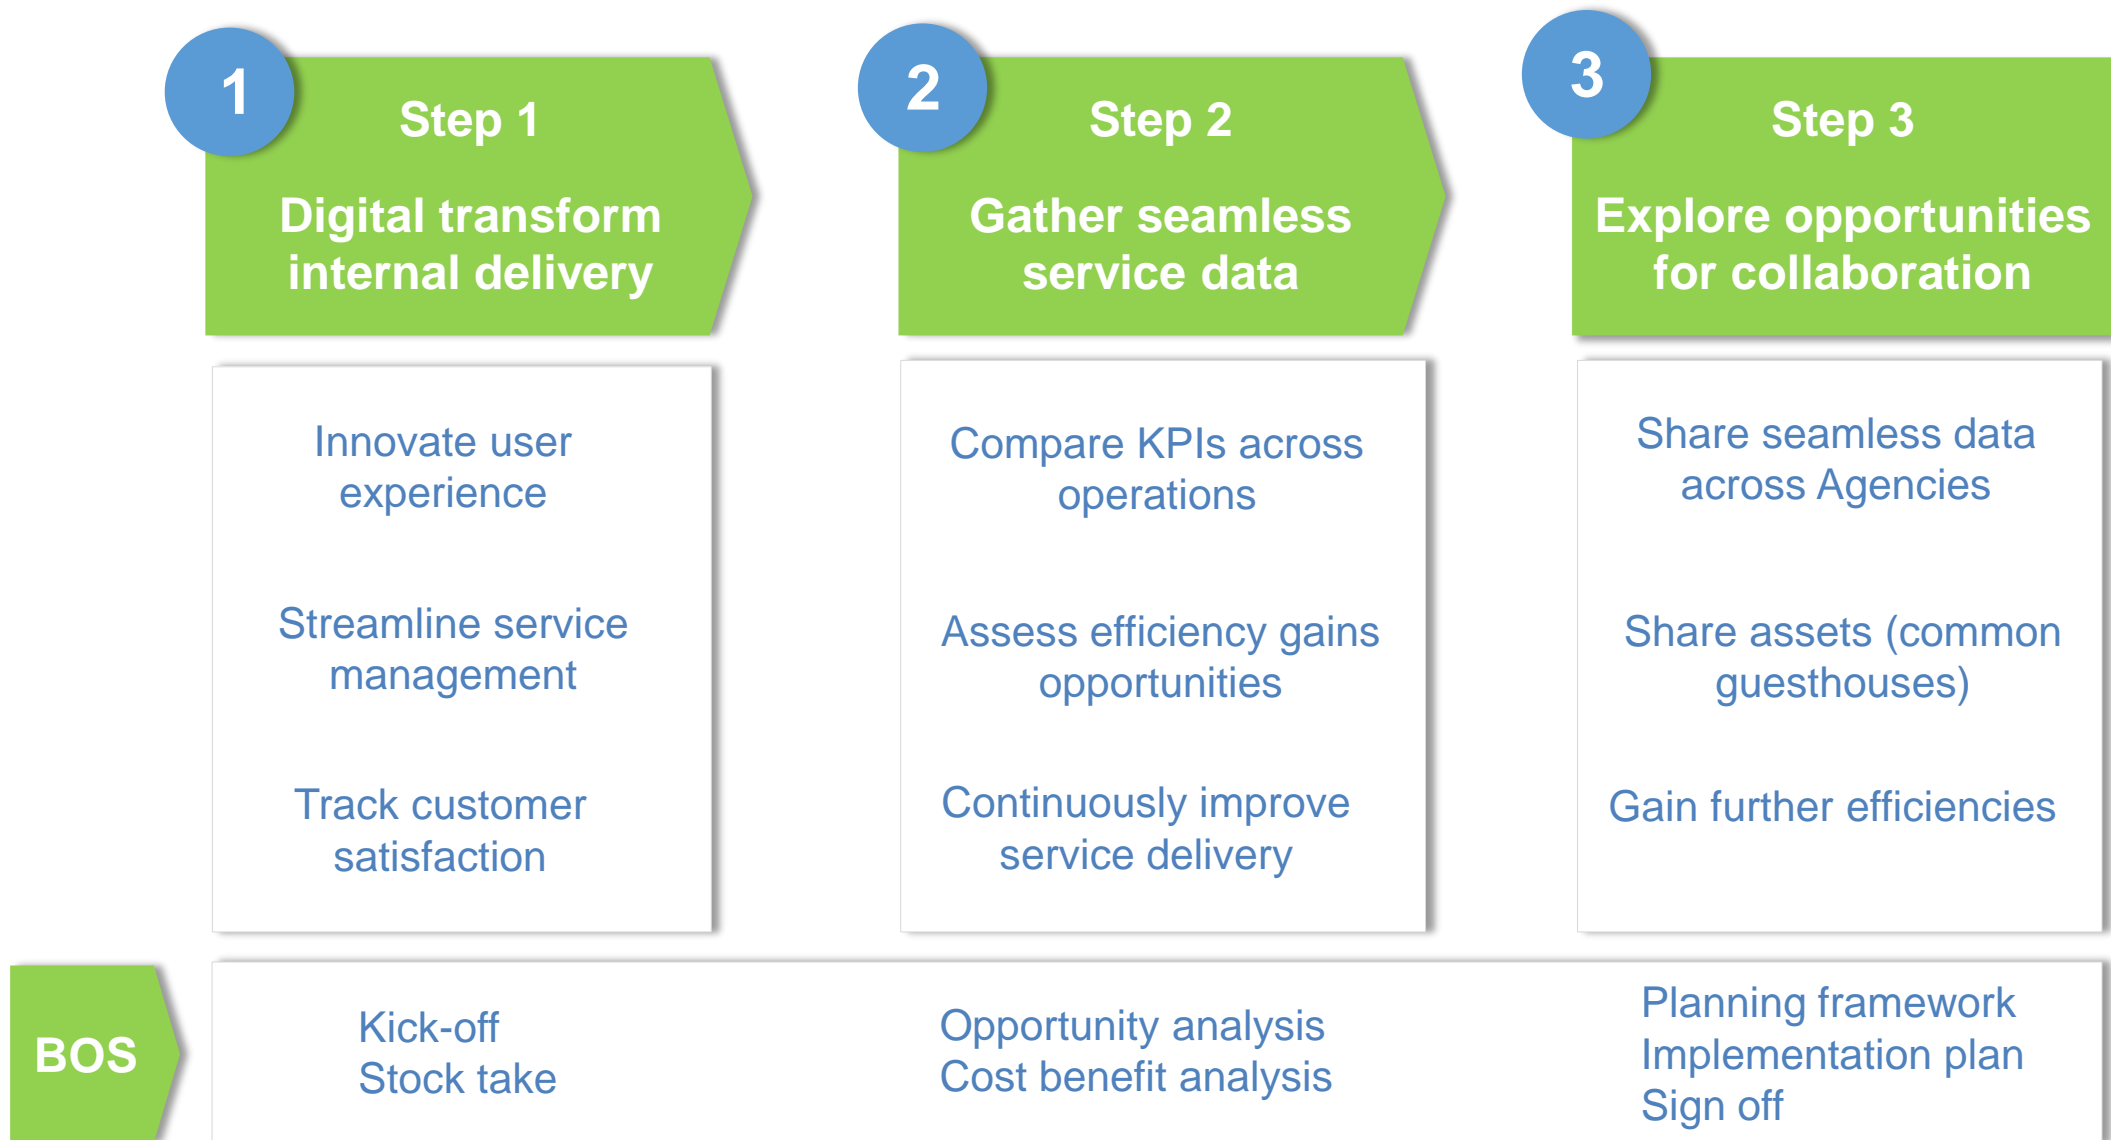 1
Step 1
Digital transform
internal delivery
Innovate user
experience
Streamline service
management
Track customer
satisfaction
2
Step 2
Gather seamless
service data
Compare KPIs across
operations
Assess efficiency gains
opportunities
Continuously improve
service delivery
3
Step 3
Explore opportunities
for collaboration
Share seamless data
across Agencies
Share assets (common
guesthouses)
Gain further efficiencies
BOS
Kick-off
Stock take
Opportunity analysis
Cost benefit analysis
Planning framework
Implementation plan
Sign off